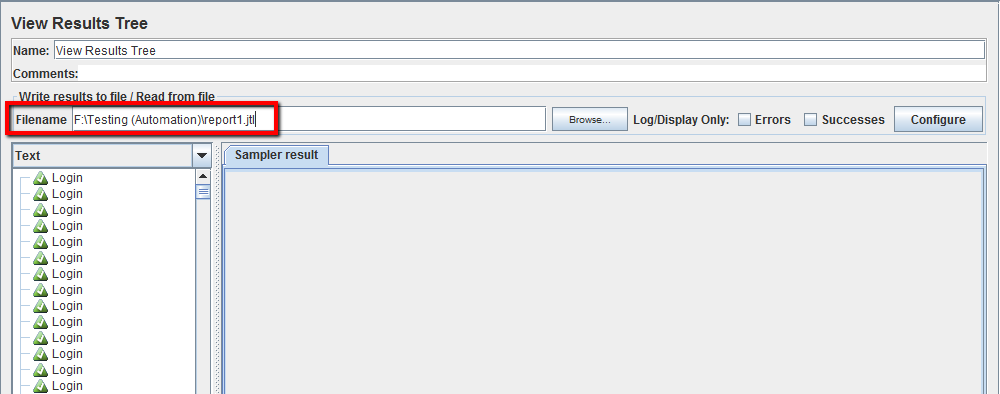 View Results Tree
Name: View Results Tree
Comments:
Write results to file / Read from file
Filename F:\Testing (Automation)\report1.jtl Browse... Log/Display Only: Errors Successes Configure
Text Sampler result
Login
Login
Login
Login
Login
Login
Login
Login
Login
Login
Login
Login
Login
Login